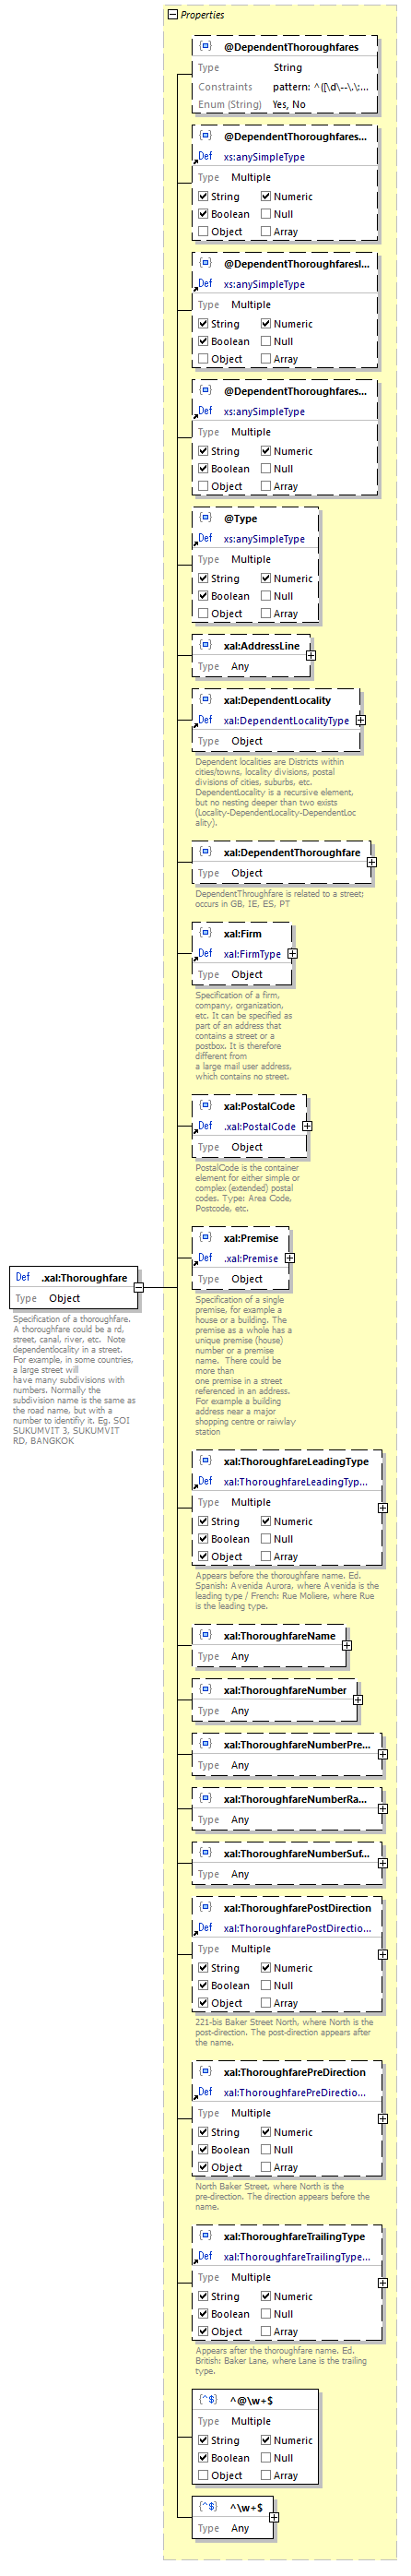 Properties
@DependentThoroughfares
Type String
Constraints pattern: ^([\d\--\.\:...
Enum (String) Yes, No
@DependentThoroughfares...
Def xs:anySimpleType
Type Multiple
String Numeric
Boolean Null
Object Array
@DependentThoroughfaresI...
Def xs:anySimpleType
Type Multiple
String Numeric
Boolean Null
Object Array
@DependentThoroughfares...
Def xs:anySimpleType
Type Multiple
String Numeric
Boolean Null
Object Array
@Type
Def xs:anySimpleType
Type Multiple
String Numeric
Boolean Null
Object Array
xal:AddressLine
Type Any
xal:DependentLocality
Def xal:DependentLocalityType
Type Object
Dependent localities are Districts within
cities/towns, locality divisions, postal
divisions of cities, suburbs, etc.
DependentLocality is a recursive element,
but no nesting deeper than two exists
(Locality-DependentLocality-DependentLoc
ality).
xal:DependentThoroughfare
Type Object
DependentThroughfare is related to a street;
occurs in GB, IE, ES, PT
xal:Firm
Def xal:FirmType
Type Object
Specification of a firm,
company, organization,
etc. It can be specified as
part of an address that
contains a street or a
postbox. It is therefore
different from
a large mail user address,
which contains no street.
xal:PostalCode
Def .xal:PostalCode
Type Object
PostalCode is the container
element for either simple or
complex (extended) postal
codes. Type: Area Code,
Postcode, etc.
xal:Premise
Def .xal:Premise
Type Object
Specification of a single
premise, for example a
house or a building. The
premise as a whole has a
unique premise (house)
number or a premise
name.  There could be
more than
one premise in a street
referenced in an address.
For example a building
address near a major
shopping centre or raiwlay
station
Def .xal:Thoroughfare
Type Object
Specification of a thoroughfare.
A thoroughfare could be a rd,
street, canal, river, etc.  Note
dependentlocality in a street.
For example, in some countries,
a large street will
have many subdivisions with
numbers. Normally the
subdivision name is the same as
the road name, but with a
number to identifiy it. Eg. SOI
SUKUMVIT 3, SUKUMVIT
RD, BANGKOK
xal:ThoroughfareLeadingType
Def xal:ThoroughfareLeadingTyp...
Type Multiple
String Numeric
Boolean Null
Object Array
Appears before the thoroughfare name. Ed.
Spanish: Avenida Aurora, where Avenida is the
leading type / French: Rue Moliere, where Rue
is the leading type.
xal:ThoroughfareName
Type Any
xal:ThoroughfareNumber
Type Any
xal:ThoroughfareNumberPre...
Type Any
xal:ThoroughfareNumberRa...
Type Any
xal:ThoroughfareNumberSuf...
Type Any
xal:ThoroughfarePostDirection
Def xal:ThoroughfarePostDirectio...
Type Multiple
String Numeric
Boolean Null
Object Array
221-bis Baker Street North, where North is the
post-direction. The post-direction appears after
the name.
xal:ThoroughfarePreDirection
Def xal:ThoroughfarePreDirectio...
Type Multiple
String Numeric
Boolean Null
Object Array
North Baker Street, where North is the
pre-direction. The direction appears before the
name.
xal:ThoroughfareTrailingType
Def xal:ThoroughfareTrailingType...
Type Multiple
String Numeric
Boolean Null
Object Array
Appears after the thoroughfare name. Ed.
British: Baker Lane, where Lane is the trailing
type.
^@\w+$
Type Multiple
String Numeric
Boolean Null
Object Array
^\w+$
Type Any